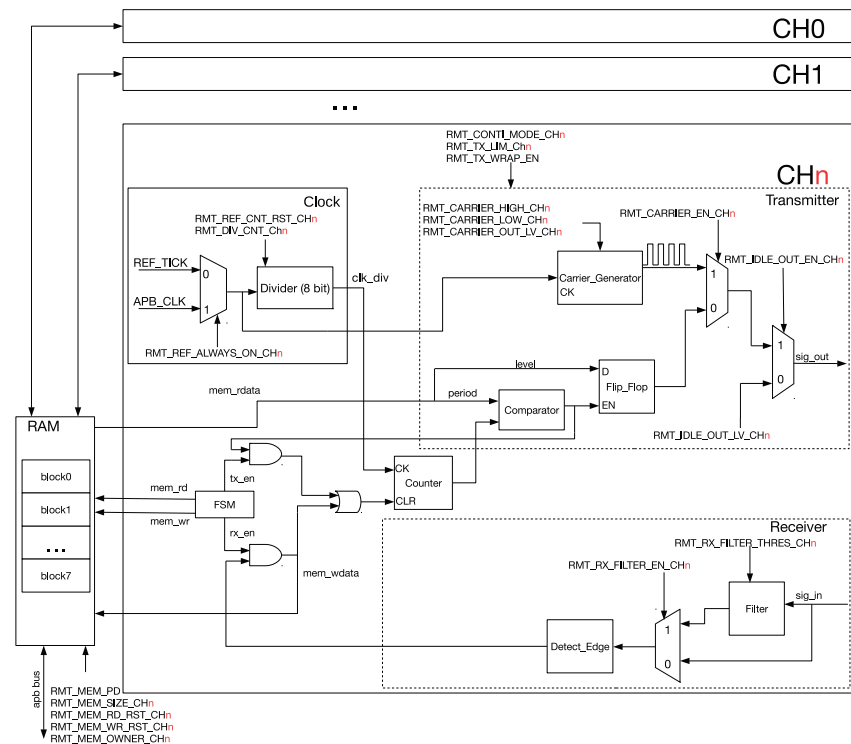 CH0
CH1
...
RMT_CONTI_MODE_CHn
RMT_TX_LIM_Chn
RMT_TX_WRAP_EN
CHn
Transmitter
Clock
RMT_REF_CNT_RST_CHn
RMT_DIV_CNT_Chn
RMT_CARRIER_HIGH_CHn
RMT_CARRIER_LOW_CHn
RMT_CARRIER_OUT_LV_CHn
RMT_CARRIER_EN_CHn
RMT_IDLE_OUT_EN_CHn
REF_TICK
0
Divider (8 bit)
clk_div
APB_CLK
1
Carrier_Generator
CK
1
0
RMT_REF_ALWAYS_ON_CHn
1
0
sig_out
level
D
Flip_Flop
EN
mem_rdata
period
Comparator
RMT_IDLE_OUT_LV_CHn
RAM
block0
block1
...
block7
mem_rd
mem_wr
tx_en
FSM
rx_en
CK
Counter
CLR
mem_wdata
Receiver
RMT_RX_FILTER_THRES_CHn
RMT_RX_FILTER_EN_CHn
sig_in
Filter
1
0
Detect_Edge
apb bus
RMT_MEM_PD
RMT_MEM_SIZE_CHn
RMT_MEM_RD_RST_CHn
RMT_MEM_WR_RST_CHn
RMT_MEM_OWNER_CHn